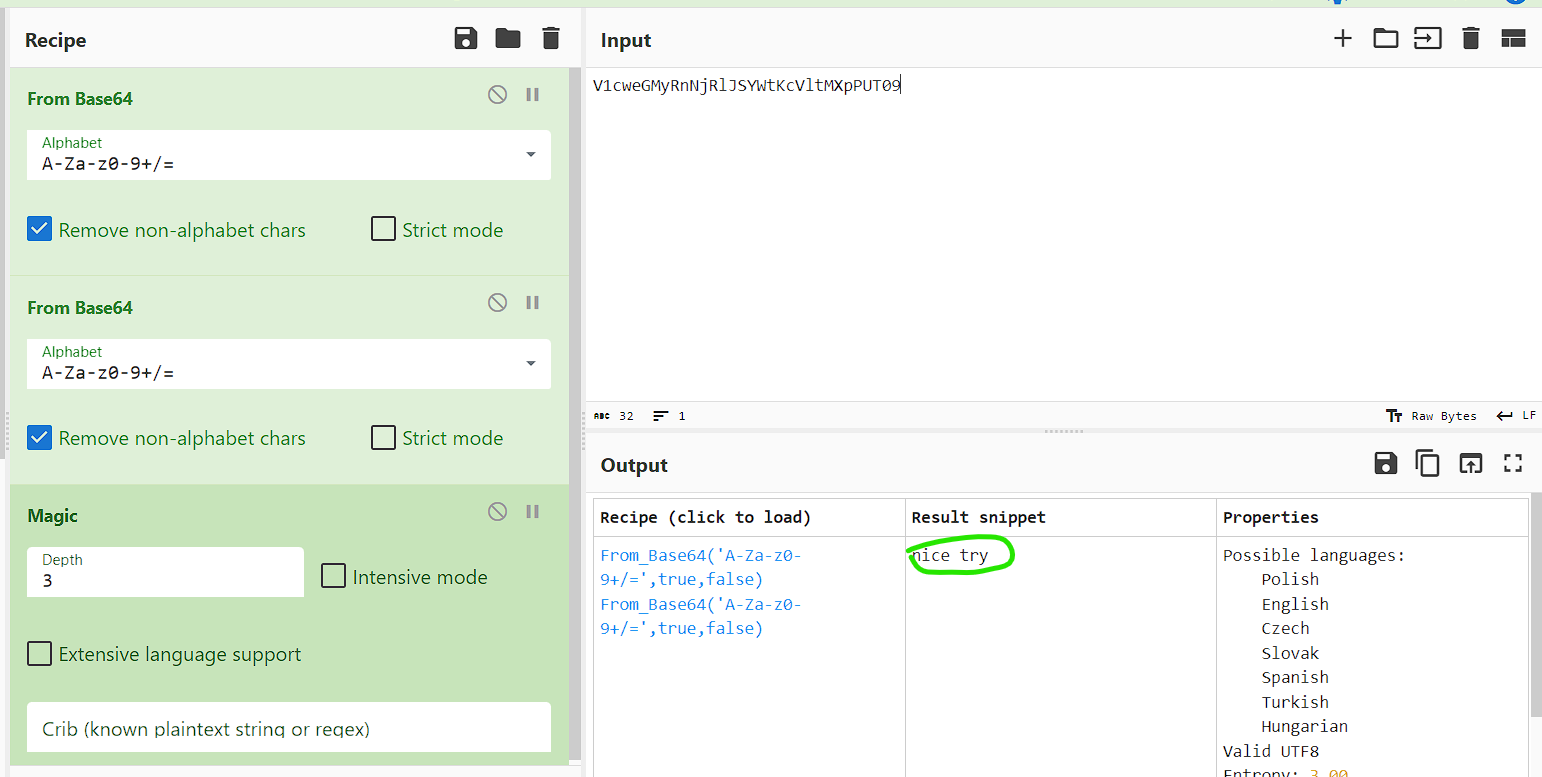 Recipe
From Base64
Alphabet
A-Za-z0-9+/=
Remove non-alphabet chars
Strict mode
From Base64
Alphabet
A-Za-z0-9+/=
Remove non-alphabet chars
Strict mode
Magic
Depth
3
Intensive mode
Extensive language support
Crib (known plaintext string or regex)
Input
V1cweGMyRnNjRlJSYWtKcVltMXpPUT09
ABC 32 1
Raw Bytes LF
Output
Recipe (click to load) Result snippet Properties
From_Base64('A-Za-z0-
9+/=',true,false)
From_Base64('A-Za-z0-
9+/=',true,false)
nice try
Possible languages:
Polish
English
Czech
Slovak
Spanish
Turkish
Hungarian
Valid UTF8
Entropy: 3.00